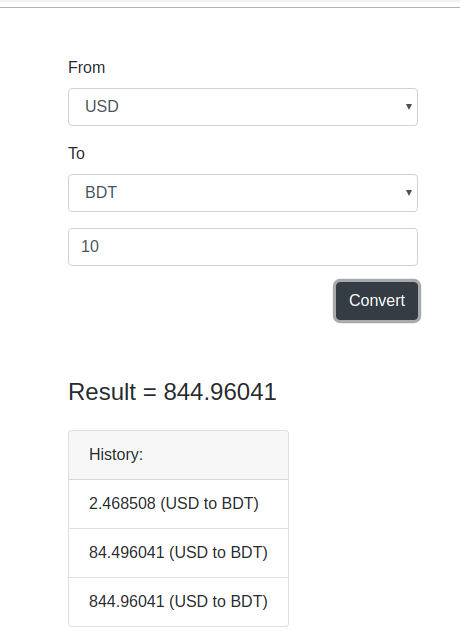 From
USD
To
BDT
10
Convert
Result = 844.96041
History:
2.468508 (USD to BDT)
84.496041 (USD to BDT)
844.96041 (USD to BDT)